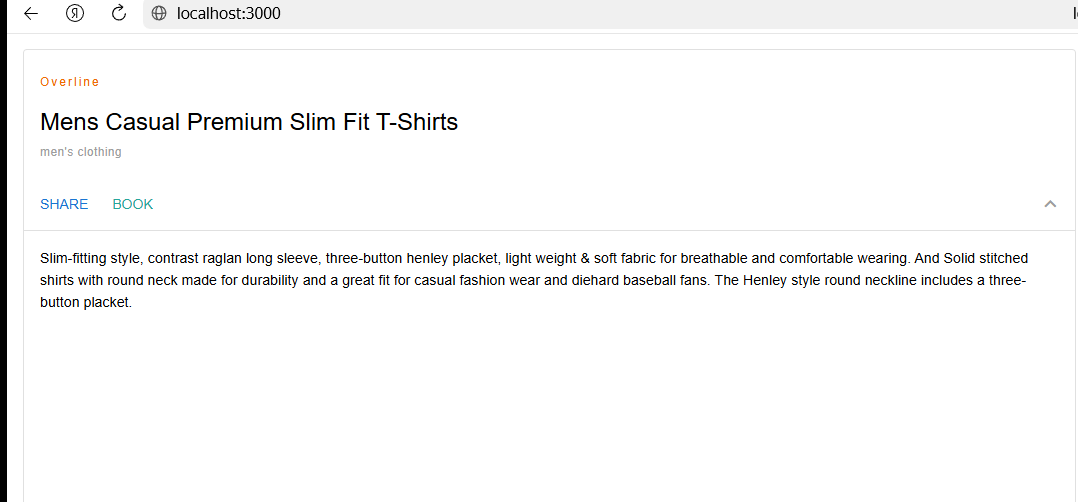 Я localhost:3000
Overline
Mens Casual Premium Slim Fit T-Shirts
men's clothing
SHARE BOOK
Slim-fitting style, contrast raglan long sleeve, three-button henley placket, light weight & soft fabric for breathable and comfortable wearing. And Solid stitched
shirts with round neck made for durability and a great fit for casual fashion wear and diehard baseball fans. The Henley style round neckline includes a three-
button placket.